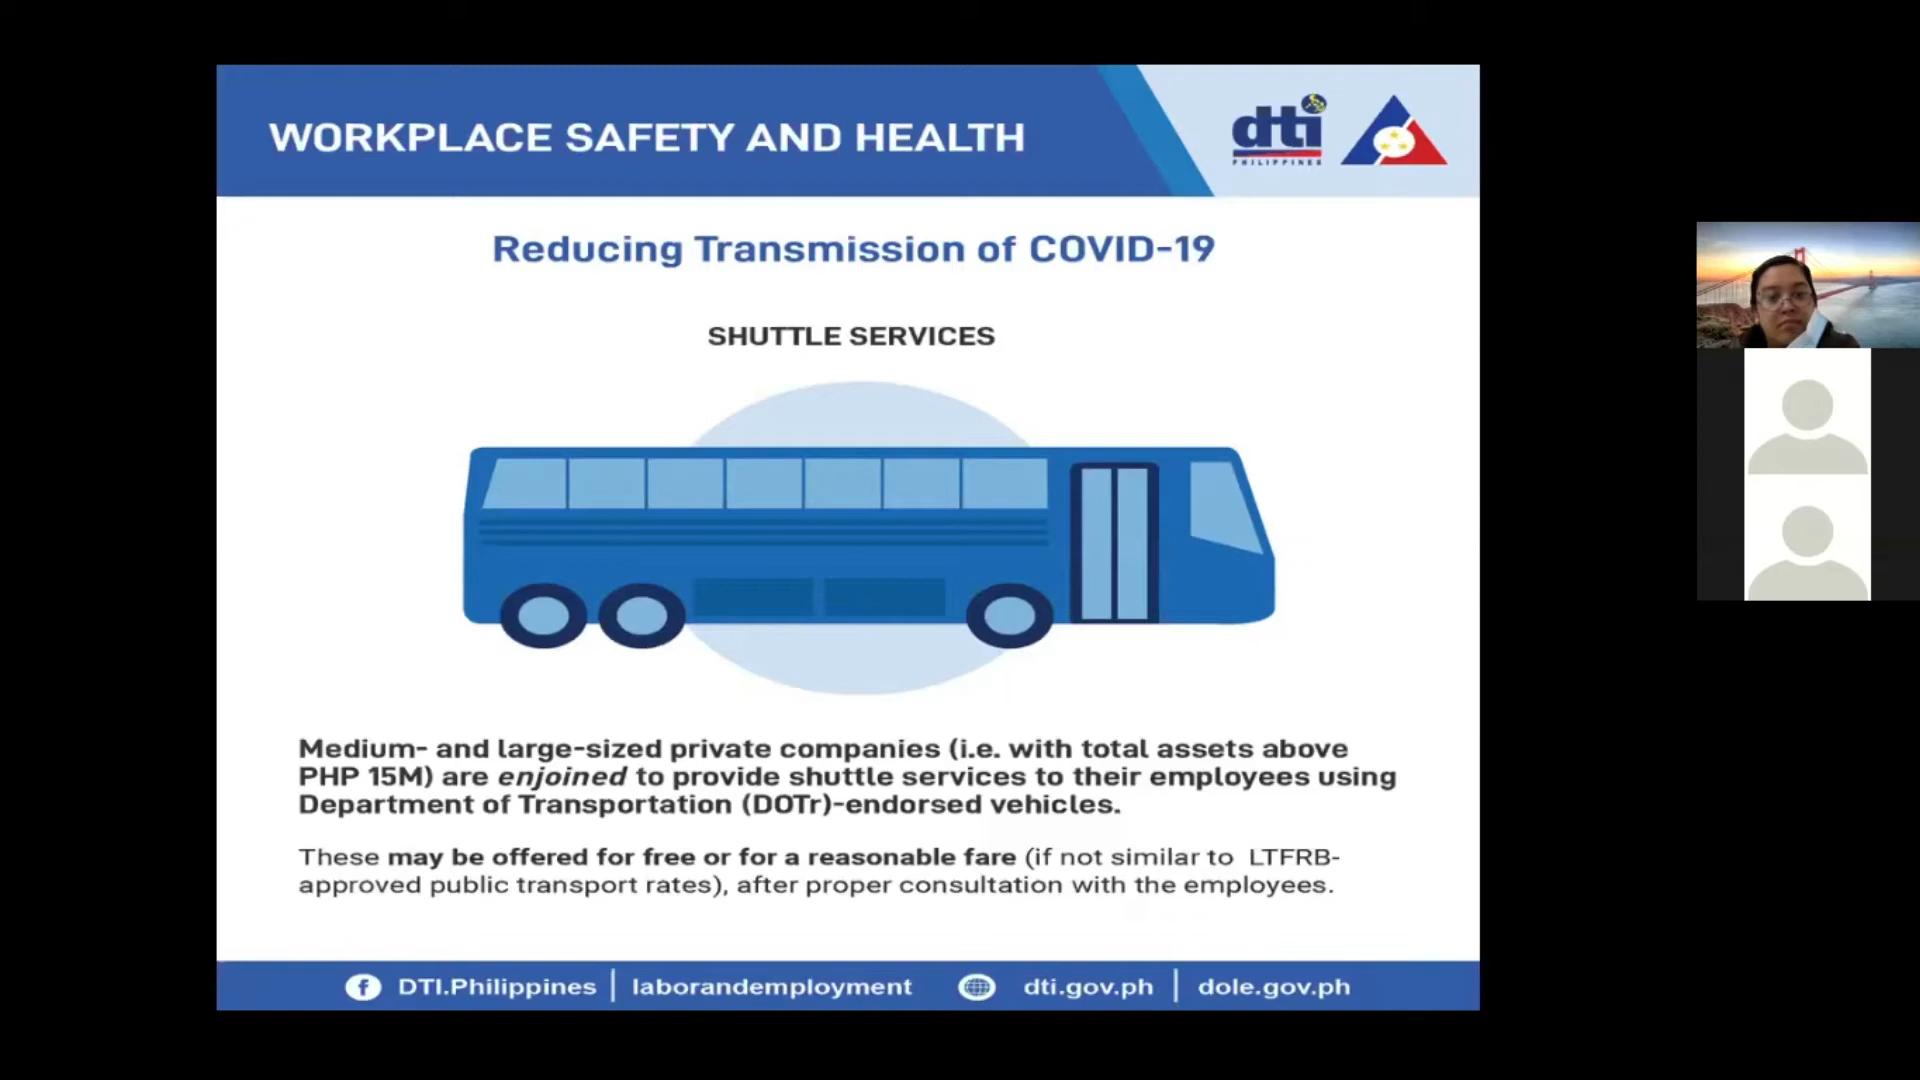 WORKPLACE SAFETY AND HEALTH
dti
PHILIPPINES
Reducing Transmission of COVID-19
SHUTTLE SERVICES
Medium- and large-sized private companies (i.e. with total assets above
PHP 15M) are enjoined to provide shuttle services to their employees using
Department of Transportation (DOTr)-endorsed vehicles.
These may be offered for free or for a reasonable fare (if not similar to LTFRB-
approved public transport rates), after proper consultation with the employees.
DTI.Philippines | laborandemployment dti.gov.ph | dole.gov.ph